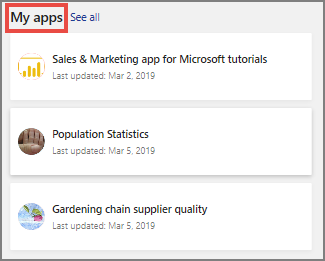 My apps See all
Sales & Marketing app for Microsoft tutorials
Last updated: Mar 2, 2019
Population Statistics
Last updated: Mar 5, 2019
Gardening chain supplier quality
Last updated: Mar 5, 2019